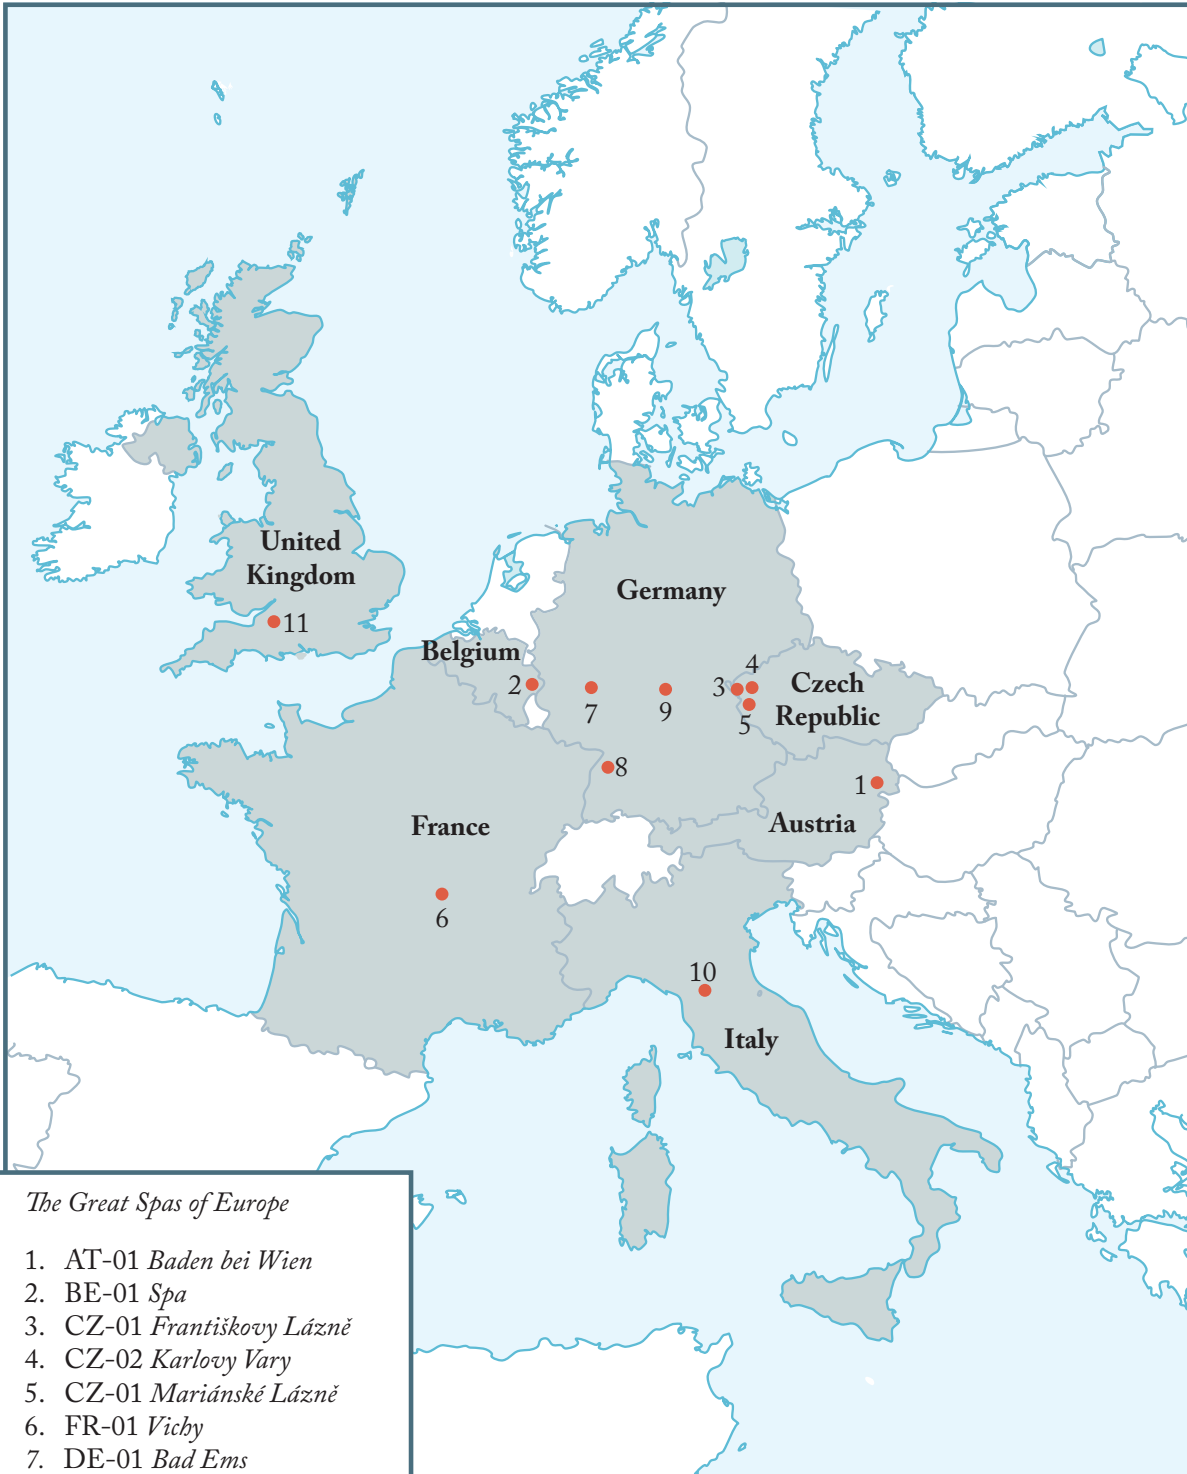 United
Kingdom
11
Germany
Belgium
2
7
9
3
4
5
Czech
Republic
8
1
Austria
France
6
10
Italy
The Great Spas of Europe
1. AT-01 Baden bei Wien
2. BE-01 Spa
3. CZ-01 Františkovy Lázně
4. CZ-02 Karlovy Vary
5. CZ-01 Mariánské Lázně
6. FR-01 Vichy
7. DE-01 Bad Ems